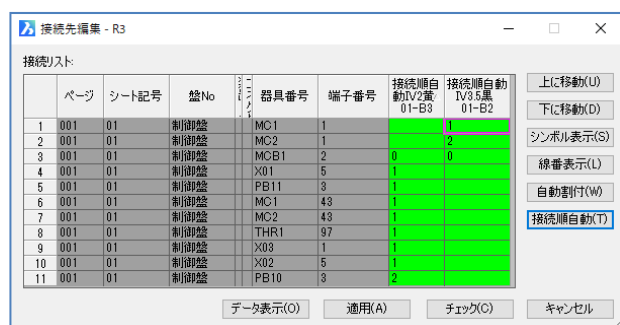 接続先編集 - R3
接続リスト:
ページ シート記号 盤No 器具番号 端子番号 接続順自動IV2黄 01-B3 接続順自動IV3.5黒 01-B2
1 001 01 制御盤 MC1 1 1
2 001 01 制御盤 MC2 1 2
3 001 01 制御盤 MCB1 2 0 0
4 001 01 制御盤 X01 5 1
5 001 01 制御盤 PB11 3 1
6 001 01 制御盤 MC1 43 1
7 001 01 制御盤 MC2 43 1
8 001 01 制御盤 THR1 97 1
9 001 01 制御盤 X03 1 1
10 001 01 制御盤 X02 5 1
11 001 01 制御盤 PB10 3 2
上に移動(U)
下に移動(D)
シンボル表示(S)
線番表示(L)
自動割付(W)
接続順自動(T)
データ表示(O) 適用(A) チェック(C) キャンセル